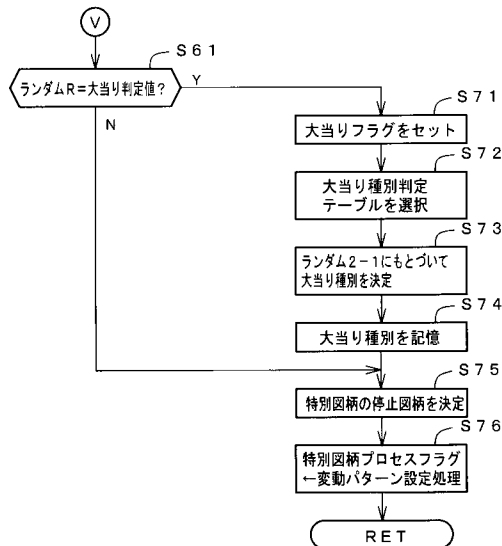 V
S61
ランダムR=大当り判定値?
Y
N
S71
大当りフラグをセット
S72
大当り種別判定
テーブルを選択
S73
ランダム2-1にもとづいて
大当り種別を決定
S74
大当り種別を記憶
S75
特別図柄の停止図柄を決定
S76
特別図柄プロセスフラグ
←変動パターン設定処理
RET